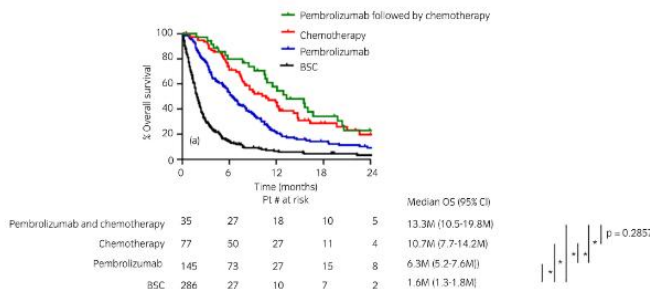 Pembrolizumab followed by chemotherapy
Chemotherapy
Pembrolizumab
BSC
% Overall survival
100
80
60
40
20
0
(a)
0 6 12 18 24
Time (months)
Pt # at risk
Median OS (95% CI)
Pembrolizumab and chemotherapy 35 27 18 10 5 13.3M (10.5-19.8M)
Chemotherapy 77 50 27 11 4 10.7M (7.7-14.2M)
Pembrolizumab 145 73 27 15 8 6.3M (5.2-7.6M))
BSC 286 27 10 7 2 1.6M (1.3-1.8M)
* * * * * p = 0.2857